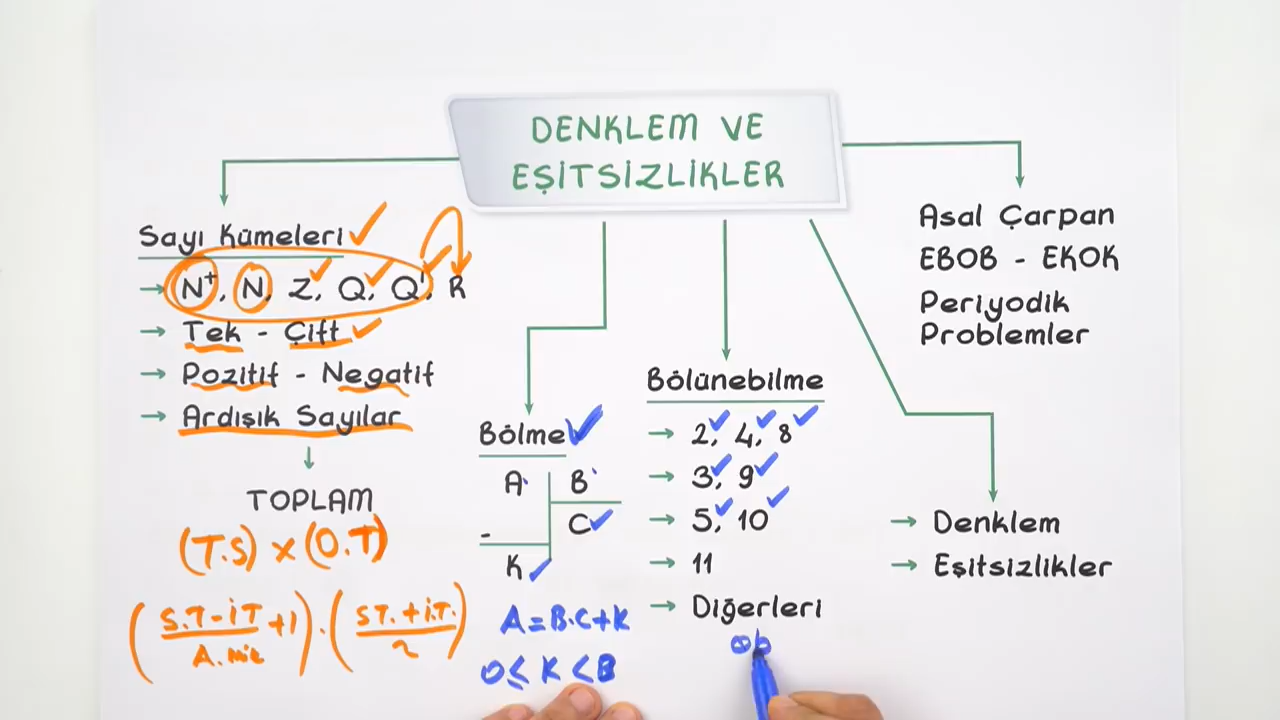 DENKLEM VE
EŞİTSİZLİKLER
Sayı Kümeleri
→ N⁺, N, Z, Q, Q', R
→ Tek - Çift
→ Pozitif - Negatif
→ Ardışık Sayılar
TOPLAM
(T.S) x (O.T)
(S.T-İT / A.Mik +1) . (ST.+İ.T. / 2)
Bölme
A B
C
-
K
A=B.C+K
0≤ K <B
Bölünebilme
→ 2, 4, 8
→ 3, 9
→ 5, 10
→ 11
→ Diğerleri
Asal Çarpan
EBOB - EKOK
Periyodik
Problemler
→ Denklem
→ Eşitsizlikler